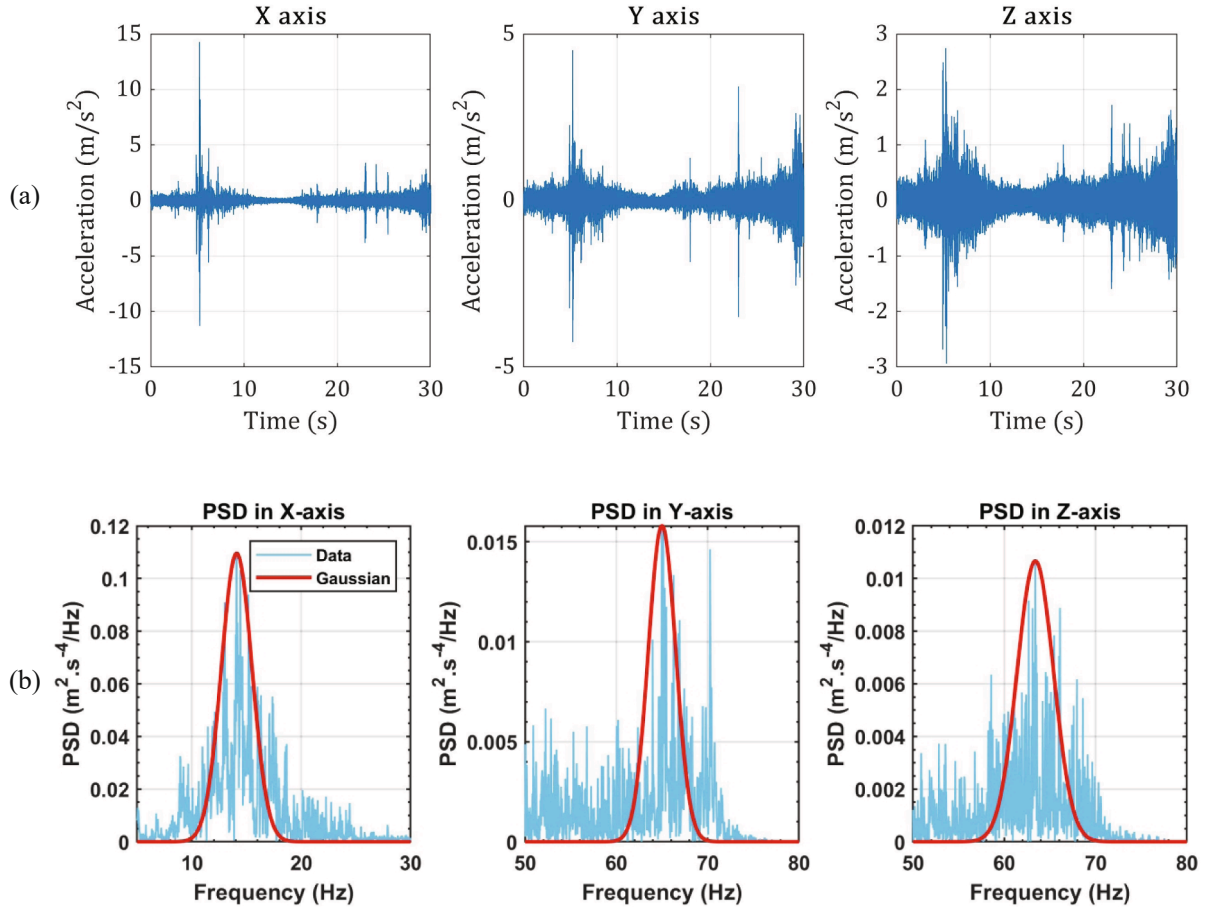 X axis
Y axis
Z axis
(a)
Acceleration (m/s²)
15
10
5
0
-5
-10
-15
0
10
20
30
Time (s)
Acceleration (m/s²)
5
0
-5
0
10
20
30
Time (s)
Acceleration (m/s²)
3
2
1
0
-1
-2
-3
0
10
20
30
Time (s)
(b)
PSD in X-axis
PSD (m².s⁻⁴/Hz)
0.12
0.1
0.08
0.06
0.04
0.02
0
Data
Gaussian
10
20
30
Frequency (Hz)
PSD in Y-axis
PSD (m².s⁻⁴/Hz)
0.015
0.01
0.005
0
50
60
70
80
Frequency (Hz)
PSD in Z-axis
PSD (m².s⁻⁴/Hz)
0.012
0.01
0.008
0.006
0.004
0.002
0
50
60
70
80
Frequency (Hz)